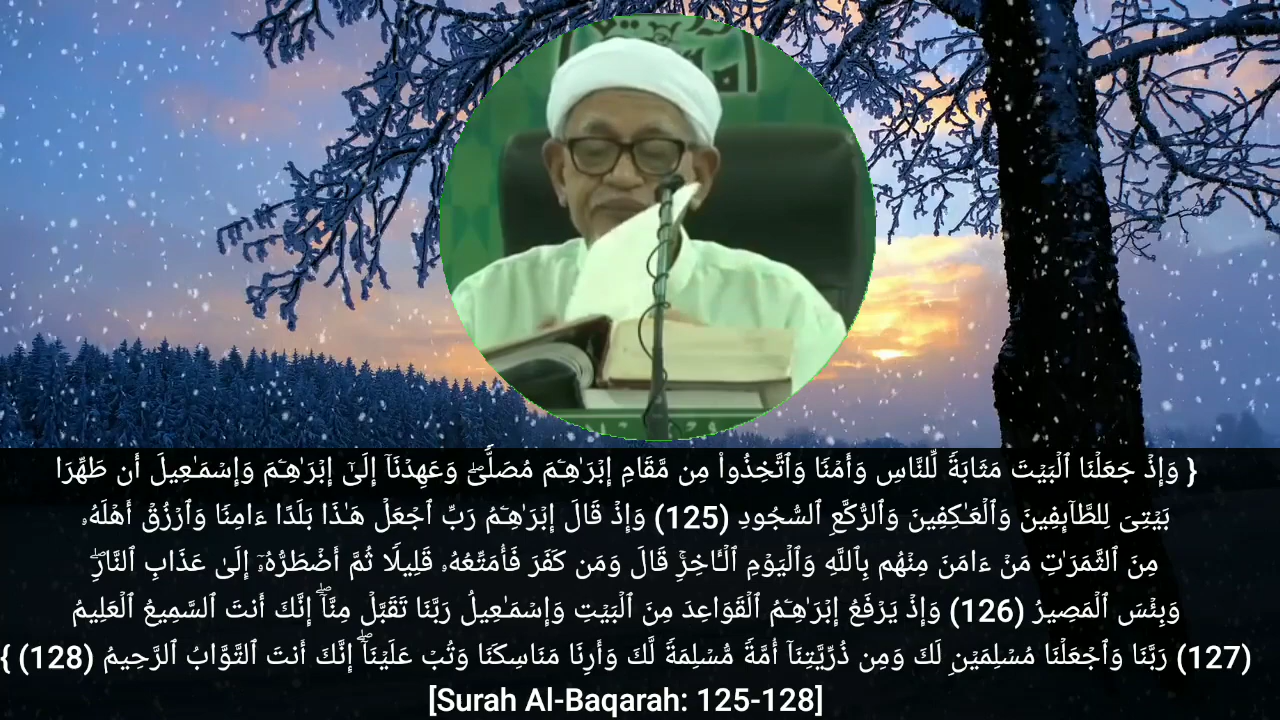 { وَإِذۡ جَعَلۡنَا ٱلۡبَيۡتَ مَثَابَةٗ لِّلنَّاسِ وَأَمۡنٗا وَٱتَّخِذُواْ مِن مَّقَامِ إِبۡرَٰهِـۧمَ مُصَلّٗىۖ وَعَهِدۡنَآ إِلَىٰٓ إِبۡرَٰهِـۧمَ وَإِسۡمَٰعِيلَ أَن طَهِّرَا
بَيۡتِيَ لِلطَّآئِفِينَ وَٱلۡعَٰكِفِينَ وَٱلرُّكَّعِ ٱلسُّجُودِ (125) وَإِذۡ قَالَ إِبۡرَٰهِـۧمُ رَبِّ ٱجۡعَلۡ هَٰذَا بَلَدًا ءَامِنٗا وَٱرۡزُقۡ أَهۡلَهُۥ
مِنَ ٱلثَّمَرَٰتِ مَنۡ ءَامَنَ مِنۡهُم بِٱللَّهِ وَٱلۡيَوۡمِ ٱلۡـَٔاخِرِۚ قَالَ وَمَن كَفَرَ فَأُمَتِّعُهُۥ قَلِيلٗا ثُمَّ أَضۡطَرُّهُۥٓ إِلَىٰ عَذَابِ ٱلنَّارِۖ
وَبِئۡسَ ٱلۡمَصِيرُ (126) وَإِذۡ يَرۡفَعُ إِبۡرَٰهِـۧمُ ٱلۡقَوَاعِدَ مِنَ ٱلۡبَيۡتِ وَإِسۡمَٰعِيلُ رَبَّنَا تَقَبَّلۡ مِنَّآۖ إِنَّكَ أَنتَ ٱلسَّمِيعُ ٱلۡعَلِيمُ
(127) رَبَّنَا وَٱجۡعَلۡنَا مُسۡلِمَيۡنِ لَكَ وَمِن ذُرِّيَّتِنَآ أُمَّةٗ مُّسۡلِمَةٗ لَّكَ وَأَرِنَا مَنَاسِكَنَا وَتُبۡ عَلَيۡنَآۖ إِنَّكَ أَنتَ ٱلتَّوَّابُ ٱلرَّحِيمُ (128) }
[Surah Al-Baqarah: 125-128]